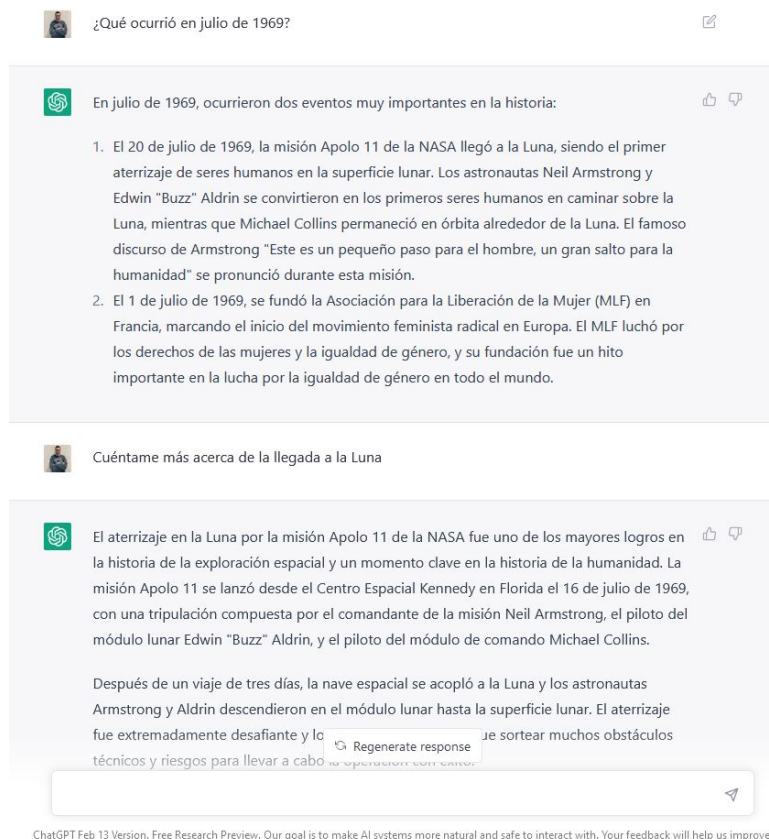 ¿Qué ocurrió en julio de 1969?
En julio de 1969, ocurrieron dos eventos muy importantes en la historia:
1. El 20 de julio de 1969, la misión Apolo 11 de la NASA llegó a la Luna, siendo el primer
aterrizaje de seres humanos en la superficie lunar. Los astronautas Neil Armstrong y
Edwin "Buzz" Aldrin se convirtieron en los primeros seres humanos en caminar sobre la
Luna, mientras que Michael Collins permaneció en órbita alrededor de la Luna. El famoso
discurso de Armstrong "Este es un pequeño paso para el hombre, un gran salto para la
humanidad" se pronunció durante esta misión.
2. El 1 de julio de 1969, se fundó la Asociación para la Liberación de la Mujer (MLF) en
Francia, marcando el inicio del movimiento feminista radical en Europa. El MLF luchó por
los derechos de las mujeres y la igualdad de género, y su fundación fue un hito
importante en la lucha por la igualdad de género en todo el mundo.
Cuéntame más acerca de la llegada a la Luna
El aterrizaje en la Luna por la misión Apolo 11 de la NASA fue uno de los mayores logros en
la historia de la exploración espacial y un momento clave en la historia de la humanidad. La
misión Apolo 11 se lanzó desde el Centro Espacial Kennedy en Florida el 16 de julio de 1969,
con una tripulación compuesta por el comandante de la misión Neil Armstrong, el piloto del
módulo lunar Edwin "Buzz" Aldrin, y el piloto del módulo de comando Michael Collins.
Después de un viaje de tres días, la nave espacial se acopló a la Luna y los astronautas
Armstrong y Aldrin descendieron en el módulo lunar hasta la superficie lunar. El aterrizaje
fue extremadamente desafiante y lo ue sortear muchos obstáculos
Regenerate response
técnicos y riesgos para llevar a cabo la operación con éxito.
ChatGPT Feb 13 Version. Free Research Preview. Our goal is to make AI systems more natural and safe to interact with. Your feedback will help us improve